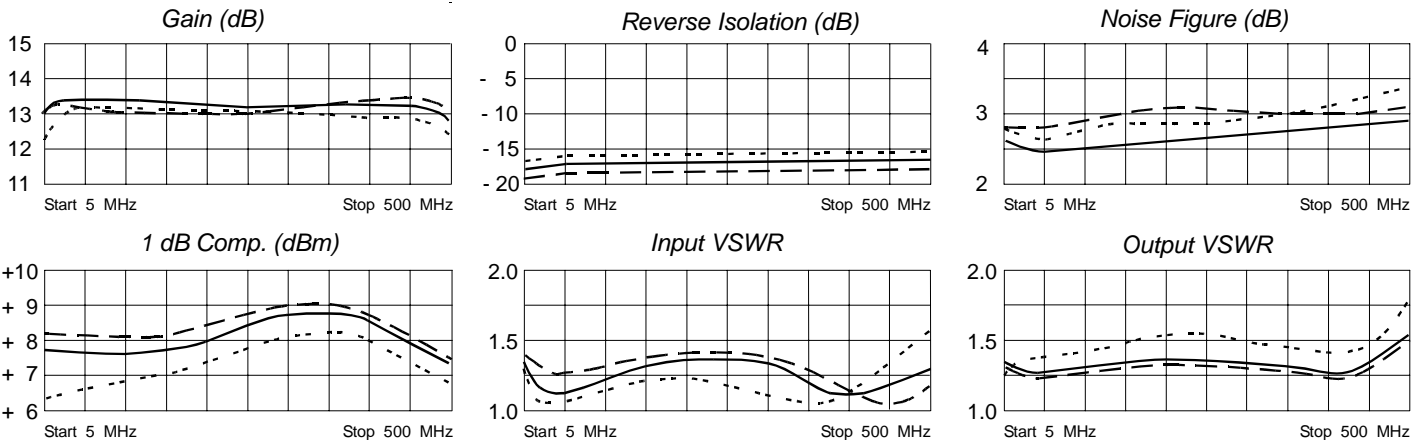 Gain (dB)
15
14
13
12
11
Start 5 MHz
Stop 500 MHz
Reverse Isolation (dB)
0
- 5
- 10
- 15
- 20
Start 5 MHz
Stop 500 MHz
Noise Figure (dB)
4
3
2
Start 5 MHz
Stop 500 MHz
1 dB Comp. (dBm)
+10
+ 9
+ 8
+ 7
+ 6
Start 5 MHz
Stop 500 MHz
Input VSWR
2.0
1.5
1.0
Start 5 MHz
Stop 500 MHz
Output VSWR
2.0
1.5
1.0
Start 5 MHz
Stop 500 MHz